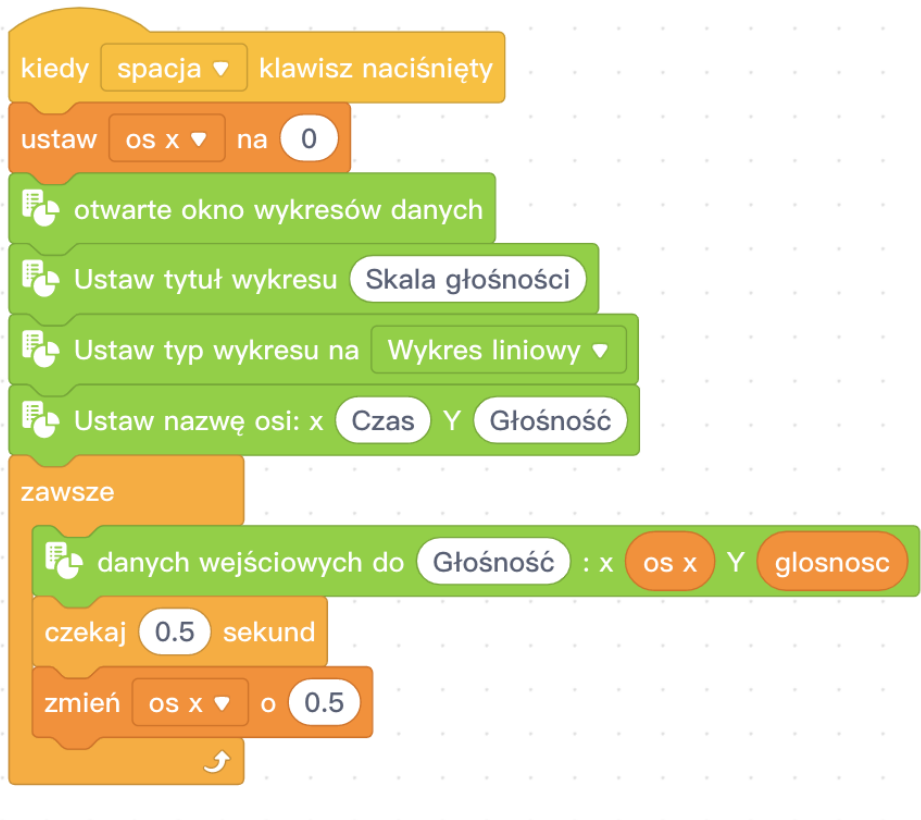 kiedy spacja klawisz naciśnięty
ustaw os x na 0
otwarte okno wykresów danych
Ustaw tytuł wykresu Skala głośności
Ustaw typ wykresu na Wykres liniowy
Ustaw nazwę osi: x Czas Y Głośność
zawsze
danych wejściowych do Głośność : x os x Y glosnosc
czekaj 0.5 sekund
zmień os x o 0.5